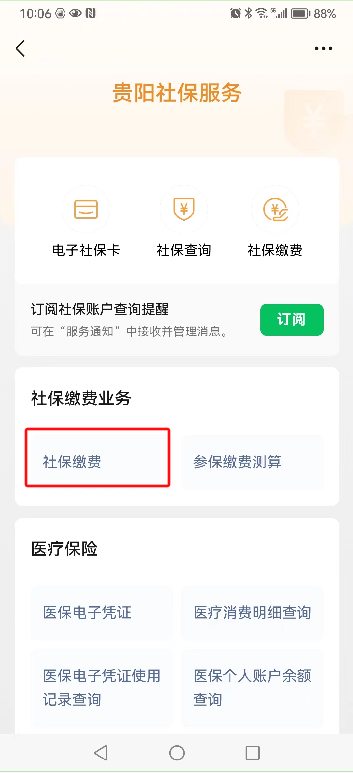 10:06 88%
贵阳社保服务
电子社保卡 社保查询 社保缴费
订阅社保账户查询提醒
可在“服务通知”中接收并管理消息。
订阅
社保缴费业务
社保缴费 参保缴费测算
医疗保险
医保电子凭证 医疗消费明细查询
医保电子凭证使用
记录查询
医保个人账户余额
查询